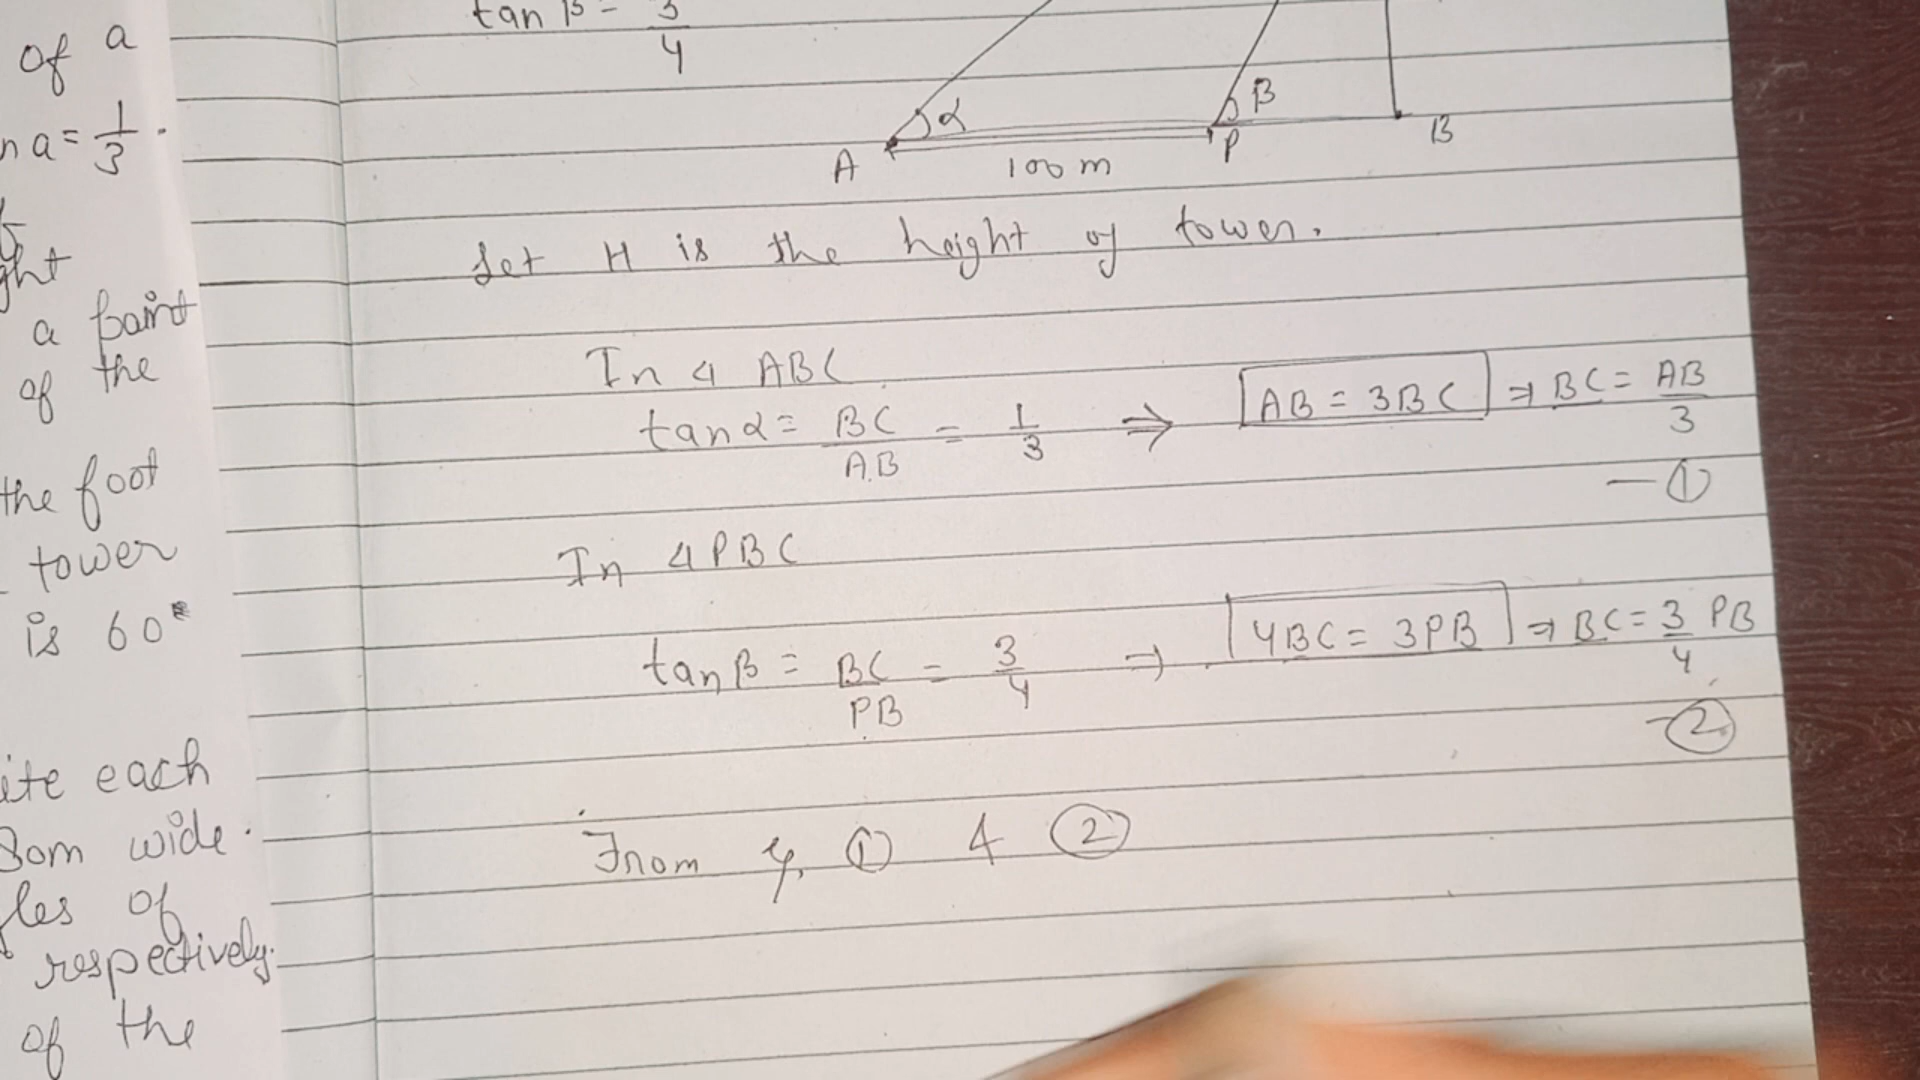 of a
n a = 1/3.
ght
a point
of the
the foot
tower
is 60°
ite each
30m wide.
les of
respectively.
of the
tan β = 3/4
α
β
A
P
B
100 m
Let H is the height of tower.
In △ ABC
tan α = BC/AB = 1/3 ⇒ AB = 3BC ⇒ BC = AB/3
— ①
In △ PBC
tan β = BC/PB = 3/4 ⇒ 4BC = 3PB ⇒ BC = 3/4 PB
— ②
From y, ① & ②